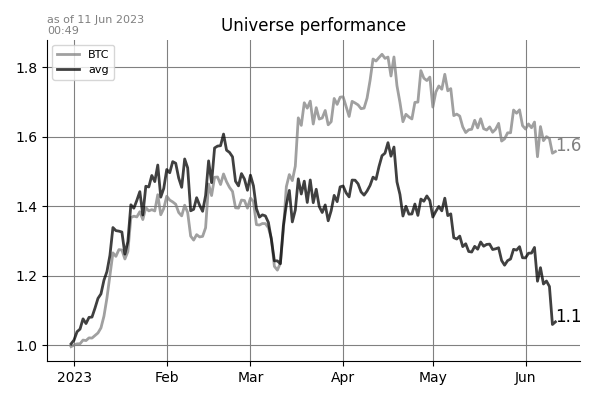 as of 11 Jun 2023
00:49
Universe performance
BTC
avg
1.8
1.6
1.4
1.2
1.0
1.6
1.1
2023 Feb Mar Apr May Jun